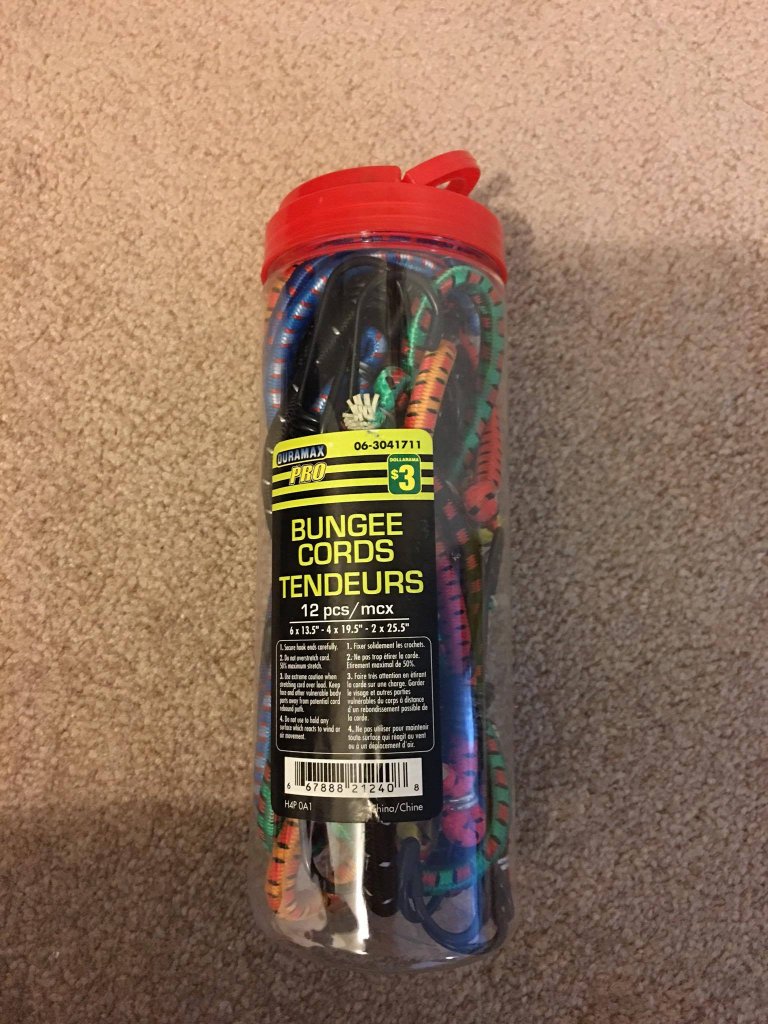 DURAMAX
PRO
06-3041711
DOLLARAMA
$3
BUNGEE
CORDS
TENDEURS
12 pcs/mcx
6 x 13.5" - 4 x 19.5" - 2 x 25.5"
1. Secure hook ends carefully.
2. Do not overstretch cord.
50% maximum stretch.
3. Use extreme caution when
stretching cord over load. Keep
face and other vulnerable body
parts away from potential cord
rebound path.
4. Do not use to hold any
surface which reacts to wind or
air movement.
1. Fixer solidement les crochets.
2. Ne pas trop étirer la corde.
Étirement maximal de 50%.
3. Faire très attention en étirant
la corde sur une charge. Garder
le visage et autres parties
vulnérables du corps à distance
d'un rebondissement possible de
la corde.
4. Ne pas utiliser pour maintenir
toute surface qui réagit au vent
ou à un déplacement d'air.
6 67888 21240 8
H4P 0A1
China/Chine